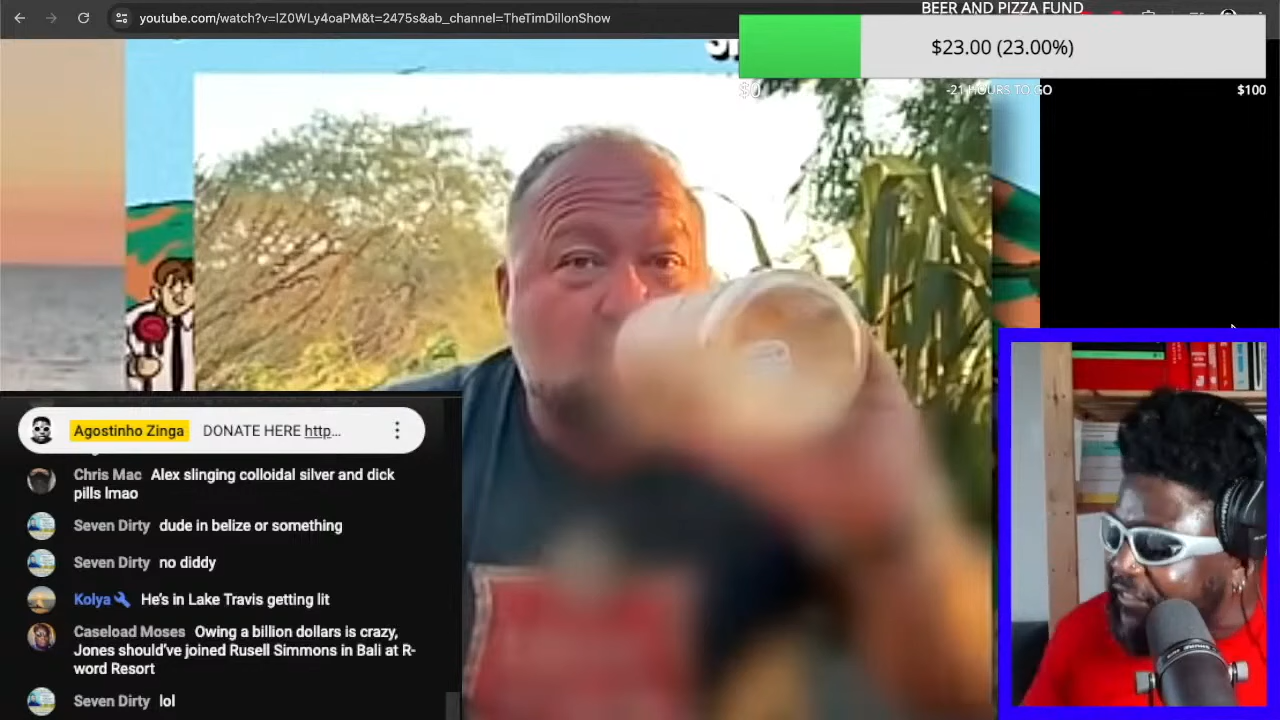 youtube.com/watch?v=IZ0WLy4oaPM&t=2475s&ab_channel=TheTimDillonShow
BEER AND PIZZA FUND
$23.00 (23.00%)
$0
-21 HOURS TO GO
$100
Agostinho Zinga DONATE HERE http...
Chris Mac Alex slinging colloidal silver and dick
pills lmao
Seven Dirty dude in belize or something
Seven Dirty no diddy
Kolya He's in Lake Travis getting lit
Caseload Moses Owing a billion dollars is crazy,
Jones should've joined Rusell Simmons in Bali at R-
word Resort
Seven Dirty lol